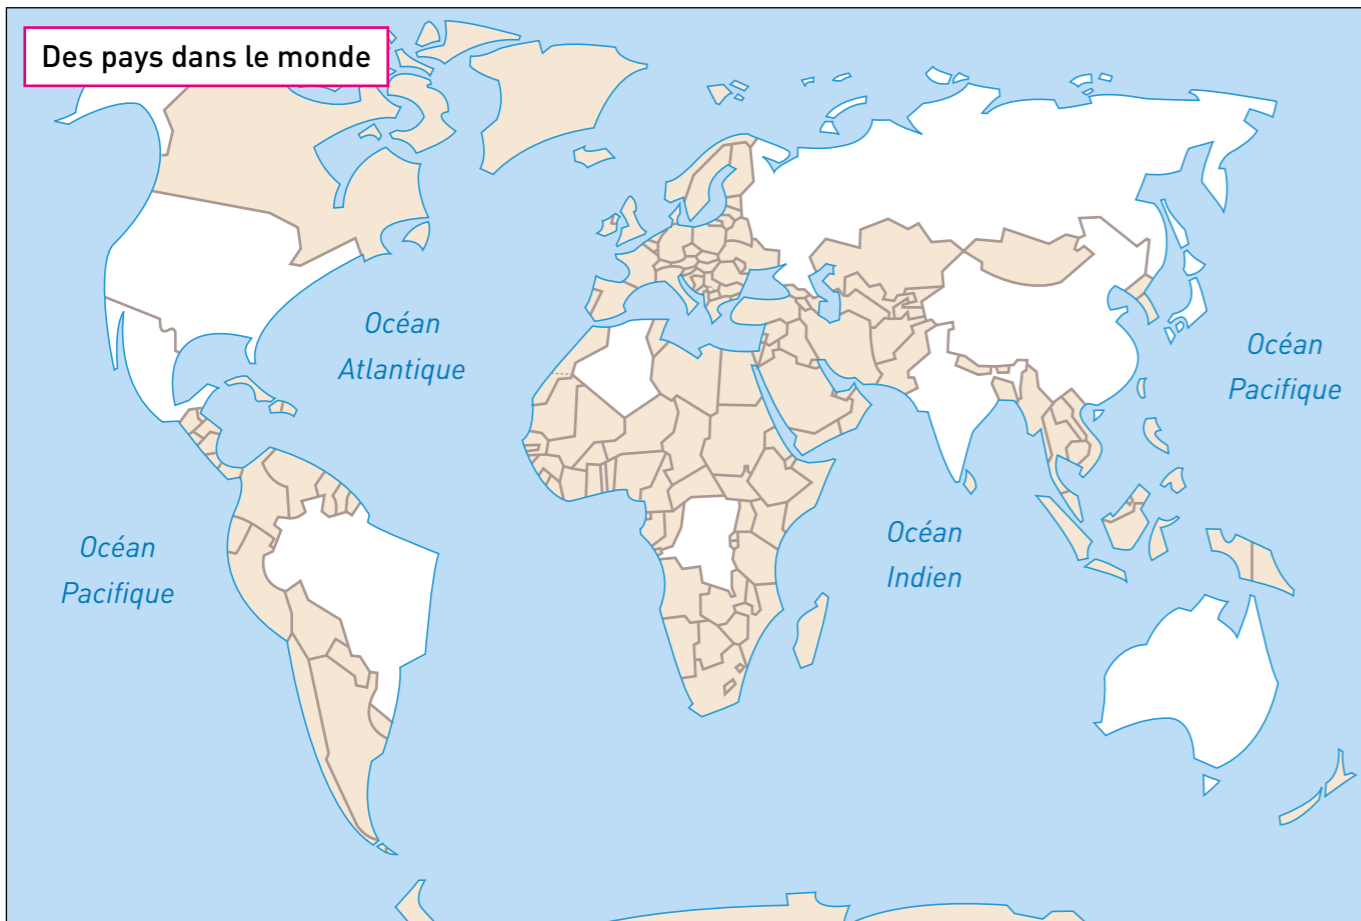 Des pays dans le monde
Océan
Atlantique
Océan
Pacifique
Océan
Pacifique
Océan
Indien